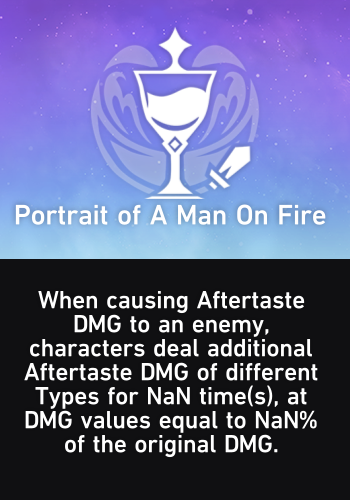 Portrait of A Man On Fire
When causing Aftertaste
DMG to an enemy,
characters deal additional
Aftertaste DMG of different
Types for NaN time(s), at
DMG values equal to NaN%
of the original DMG.